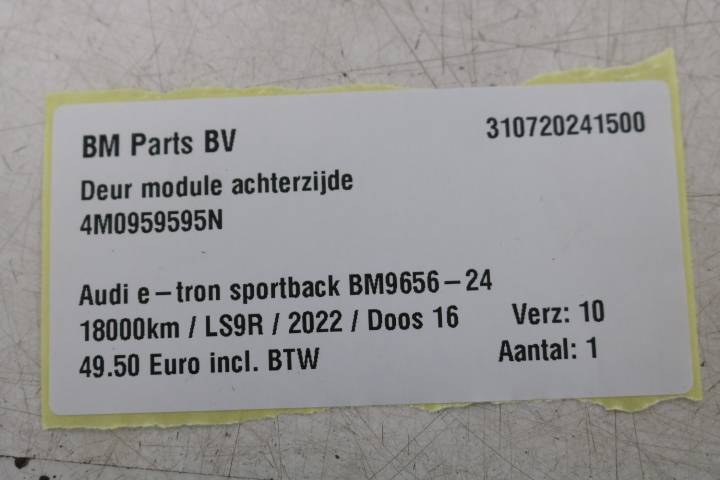 BM Parts BV 310720241500
Deur module achterzijde
4M0959595N
Audi e-tron sportback BM9656-24
18000km / LS9R / 2022 / Doos 16 Verz: 10
49.50 Euro incl. BTW Aantal: 1